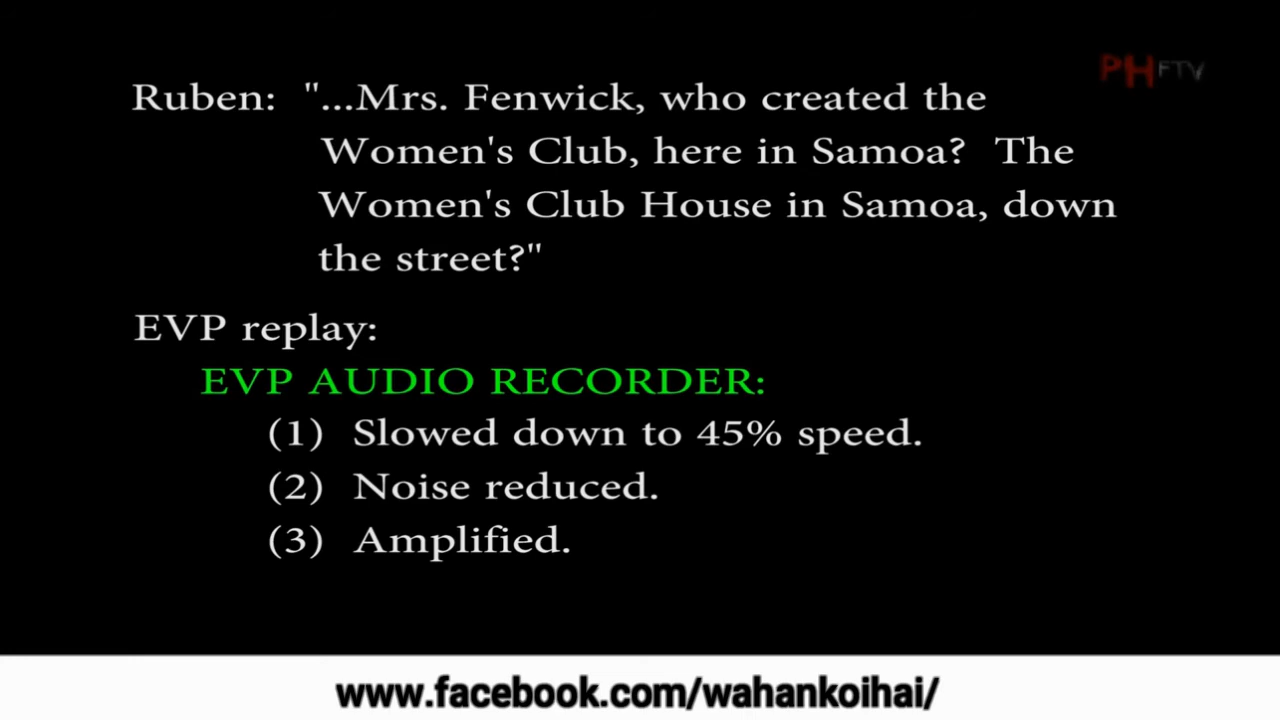 PH FTV
Ruben: "...Mrs. Fenwick, who created the
Women's Club, here in Samoa? The
Women's Club House in Samoa, down
the street?"
EVP replay:
EVP AUDIO RECORDER:
(1) Slowed down to 45% speed.
(2) Noise reduced.
(3) Amplified.
www.facebook.com/wahankoihai/